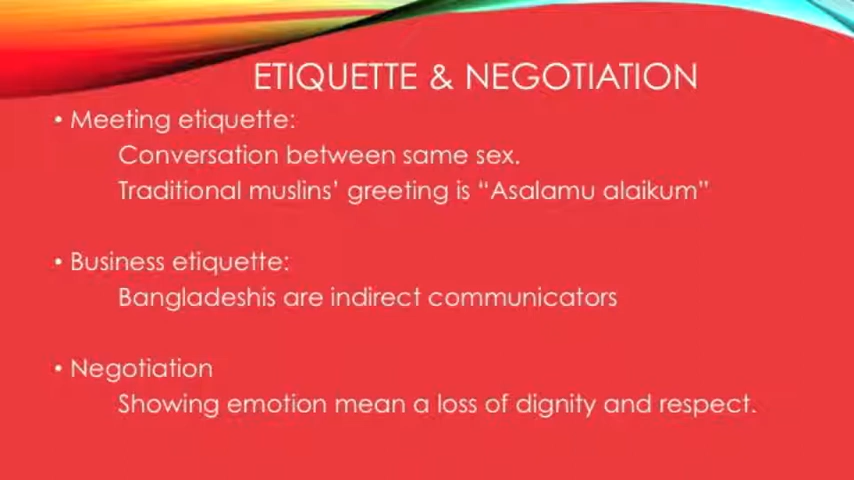 ETIQUETTE & NEGOTIATION
• Meeting etiquette:
Conversation between same sex.
Traditional muslins’ greeting is “Asalamu alaikum”
• Business etiquette:
Bangladeshis are indirect communicators
• Negotiation
Showing emotion mean a loss of dignity and respect.